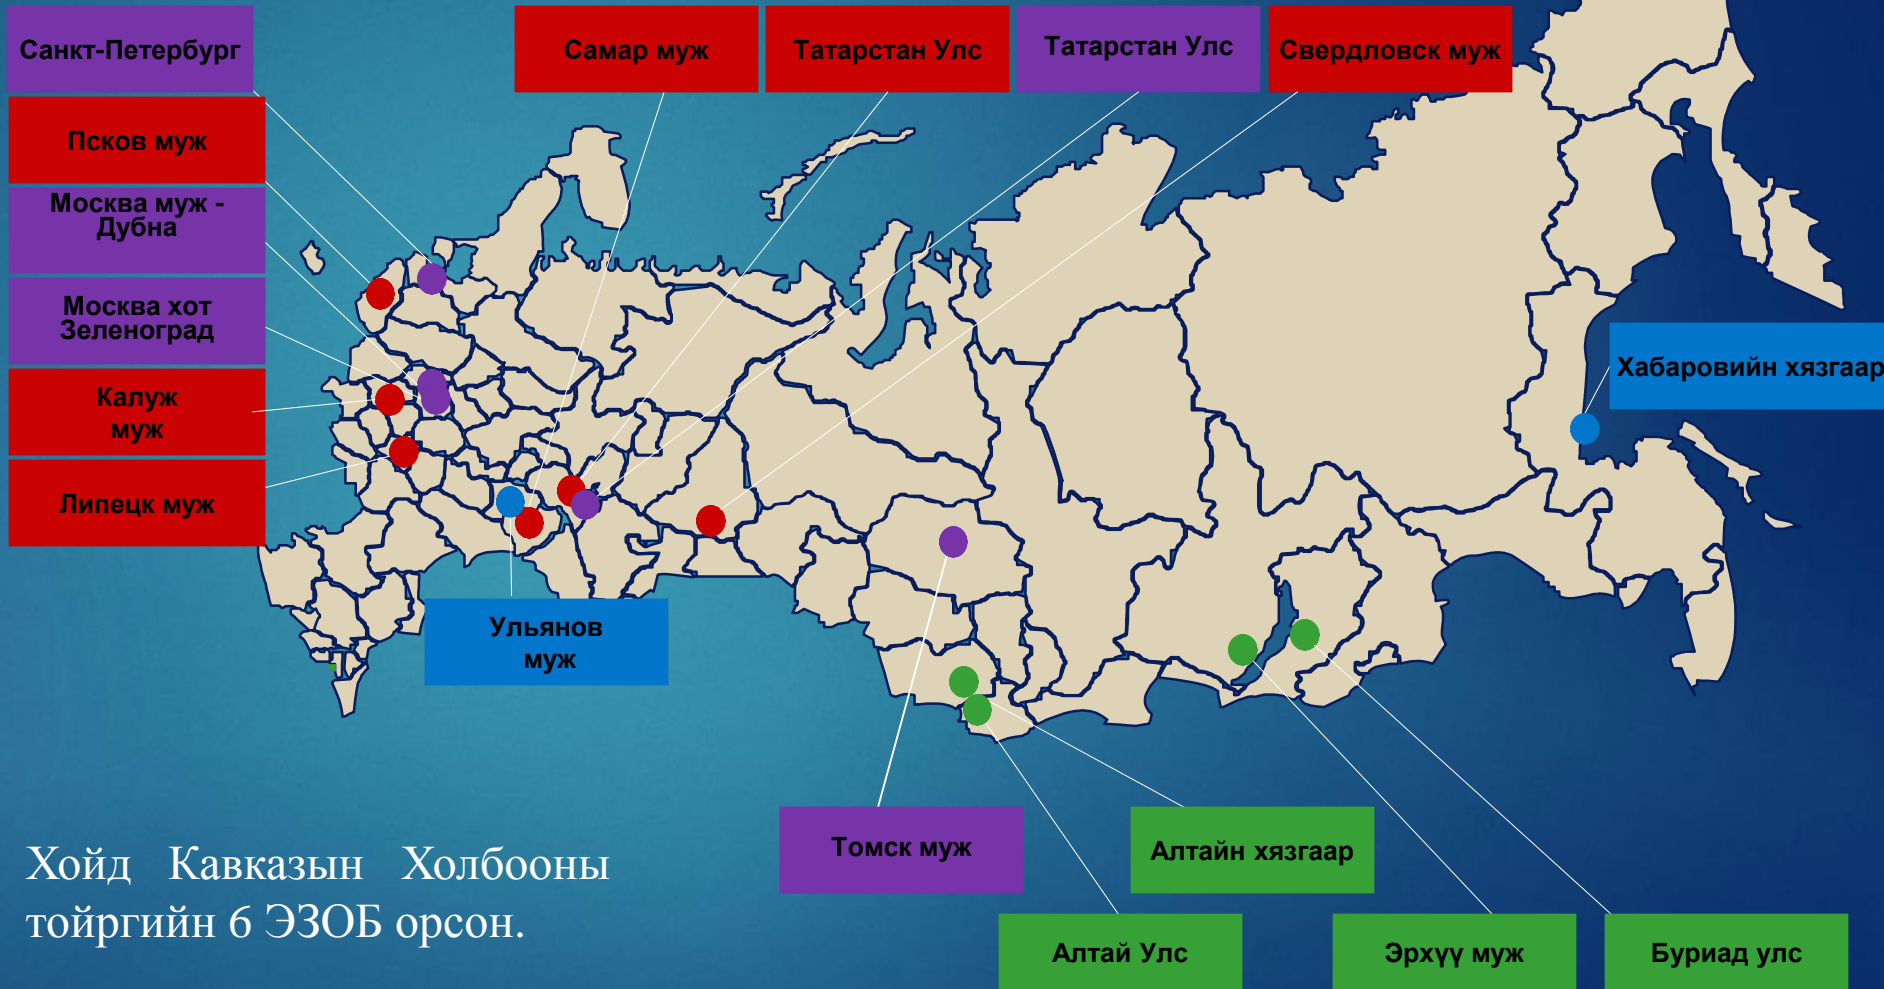 Санкт-Петербург
Самар муж
Татарстан Улс
Татарстан Улс
Свердловск муж
Псков муж
Москва муж -
Дубна
Москва хот
Зеленоград
Калуж
муж
Липецк муж
Хабаровийн хязгаар
Ульянов
муж
Томск муж
Алтайн хязгаар
Алтай Улс
Эрхүү муж
Буриад улс
Хойд Кавказын Холбооны
тойргийн 6 ЭЗОБ орсон.